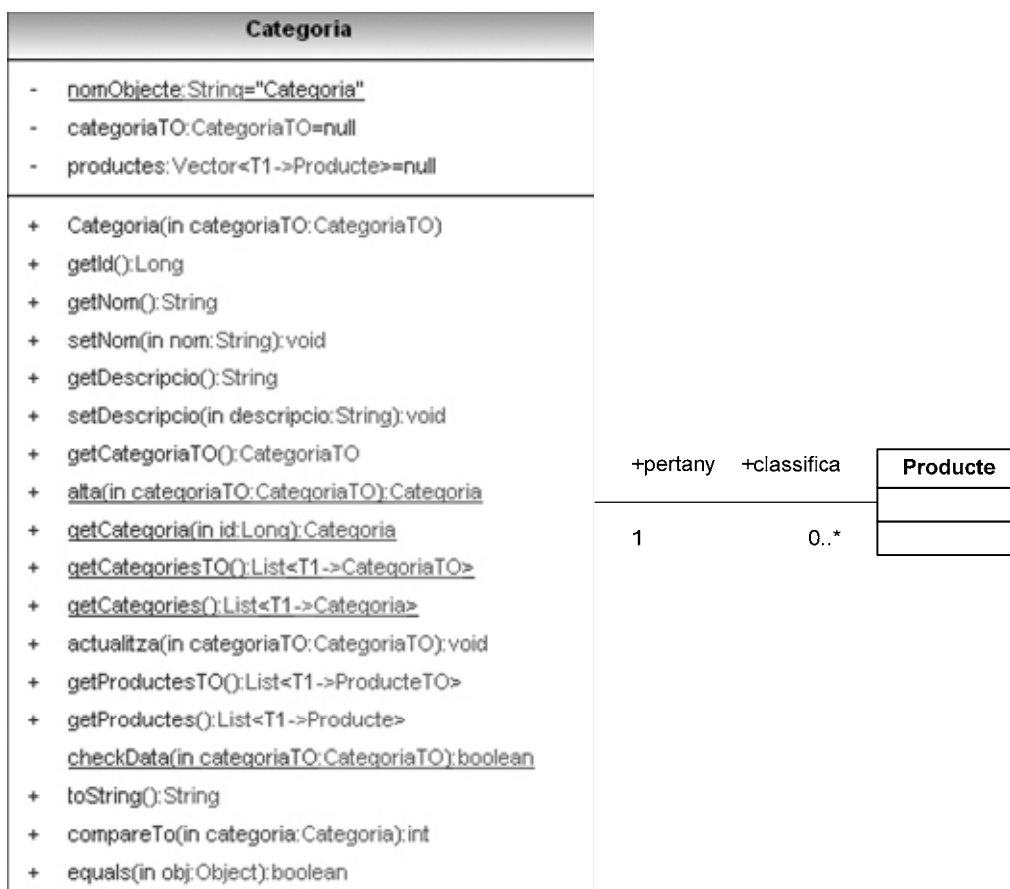 Categoria
- nomObjecte:String="Categoria"
- categoriaTO:CategoriaTO=null
- productes:Vector<T1->Producte>=null
+ Categoria(in categoriaTO:CategoriaTO)
+ getId():Long
+ getNom():String
+ setNom(in nom:String):void
+ getDescripcio():String
+ setDescripcio(in descripcio:String):void
+ getCategoriaTO():CategoriaTO
+ alta(in categoriaTO:CategoriaTO):Categoria
+ getCategoria(in id:Long):Categoria
+ getCategoriesTO():List<T1->CategoriaTO>
+ getCategories():List<T1->Categoria>
+ actualitza(in categoriaTO:CategoriaTO):void
+ getProductesTO():List<T1->ProducteTO>
+ getProductes():List<T1->Producte>
checkData(in categoriaTO:CategoriaTO):boolean
+ toString():String
+ compareTo(in categoria:Categoria):int
+ equals(in obj:Object):boolean
+pertany +classifica
1 0..*
Producte